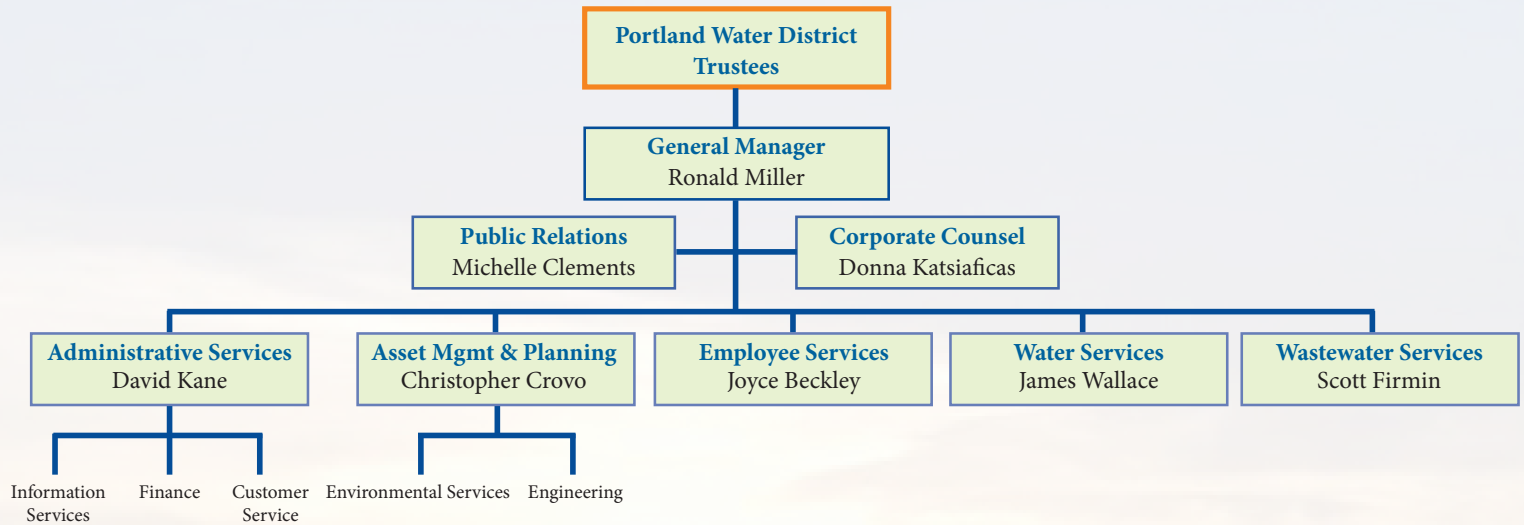 Portland Water District
Trustees
General Manager
Ronald Miller
Public Relations
Michelle Clements
Corporate Counsel
Donna Katsiaficas
Administrative Services
David Kane
Asset Mgmt & Planning
Christopher Crovo
Employee Services
Joyce Beckley
Water Services
James Wallace
Wastewater Services
Scott Firmin
Information
Services
Finance
Customer
Service
Environmental Services
Engineering